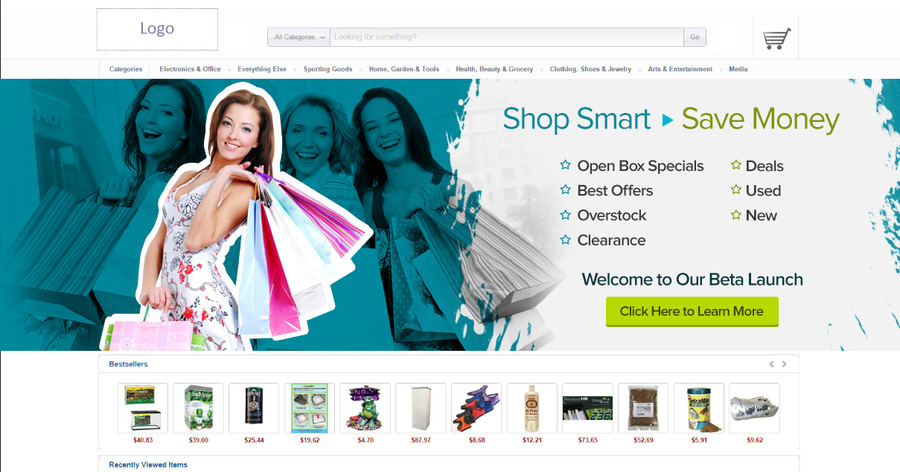 Logo
All Categories
Looking for something?
Go
Categories
Electronics & Office
Everything Else
Sporting Goods
Home, Garden & Tools
Health, Beauty & Grocery
Clothing, Shoes & Jewelry
Arts & Entertainment
Media
Shop Smart Save Money
Open Box Specials
Best Offers
Overstock
Clearance
Deals
Used
New
Welcome to Our Beta Launch
Click Here to Learn More
Bestsellers
$40.83
$39.00
$25.44
$19.62
$4.70
$87.97
$8.68
$12.21
$73.65
$52.69
$5.91
$9.62
Recently Viewed Items